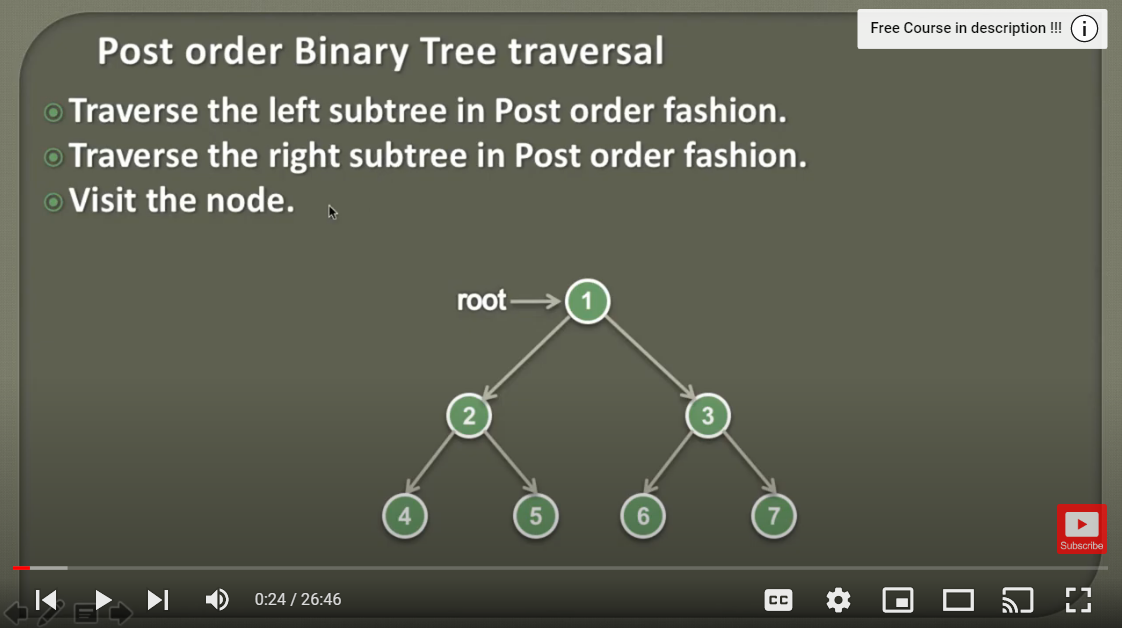 Free Course in description !!!
Post order Binary Tree traversal
Traverse the left subtree in Post order fashion.
Traverse the right subtree in Post order fashion.
Visit the node.
root
1
2
3
4
5
6
7
Subscribe
0:24 / 26:46
CC